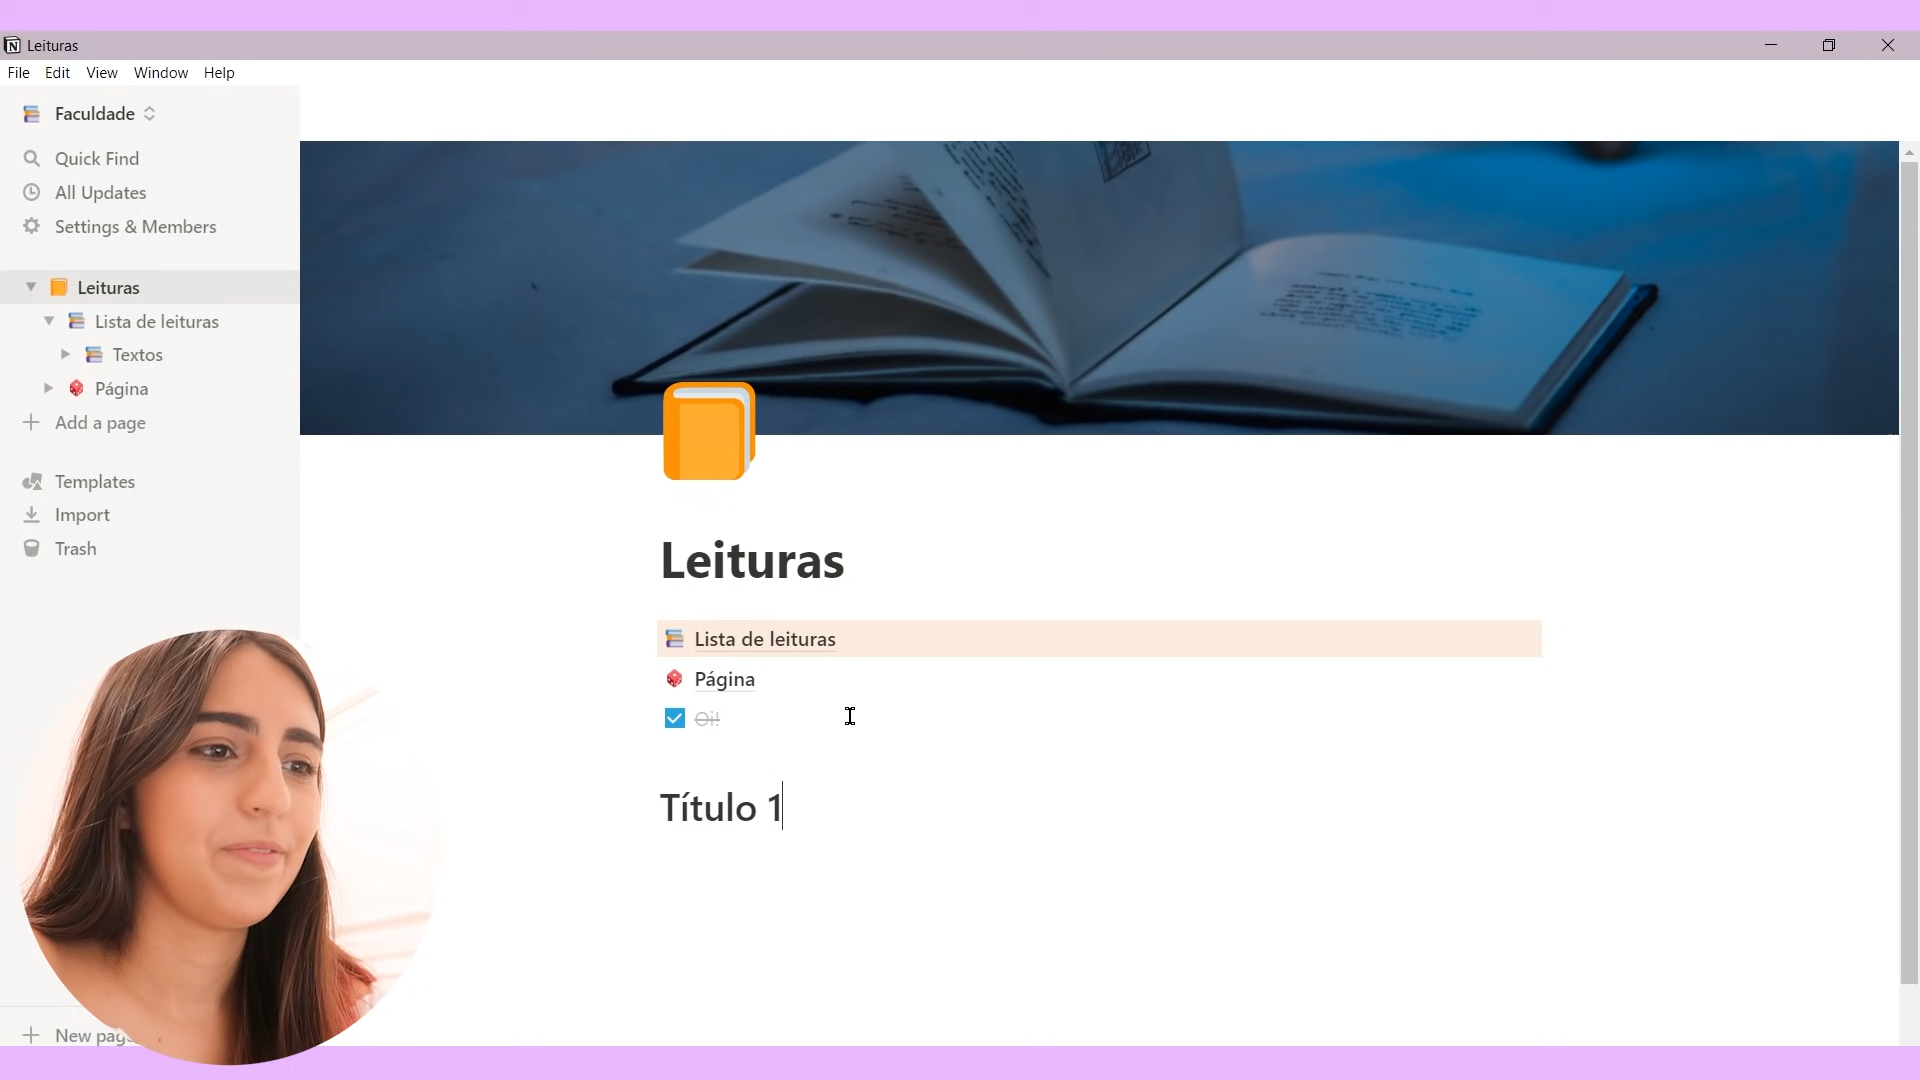 Leituras
File Edit View Window Help
Faculdade
Quick Find
All Updates
Settings & Members
Leituras
Lista de leituras
Textos
Página
Add a page
Templates
Import
Trash
New page
Leituras
Lista de leituras
Página
Oi!
Título 1